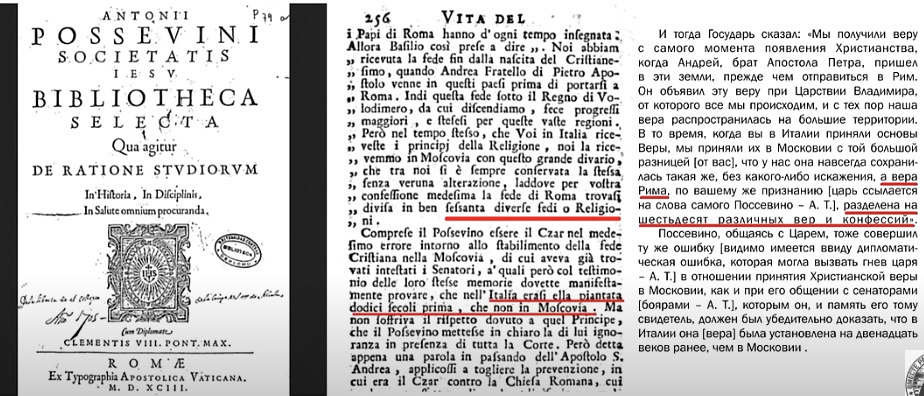 ANTONII
POSSEVINI
SOCIETATIS
IESV
BIBLIOTHECA
SELECTA
Qua agitur
DE RATIONE STVDIORVM
In Hiſtoria, In Diſciplinis,
In Salute omnium procuranda.
IHS
Cum Diplomate
CLEMENTIS VIII. PONT. MAX.
ROMÆ
Ex Typographia Apostolica Vaticana.
M. D. XCIII.
256 VITA DEL
i Papi di Roma hanno d'ogni tempo inſegnata:
Allora Baſilio così preſe a dire „. Noi abbiam
„ ricevuta la fede fin dalla naſcita del Criſtiane-
„ ſimo, quando Andrea Fratello di Pietro Apo-
„ ſtolo venne in queſti paeſi prima di portarſi a
„ Roma. Indi queſta fede ſotto il Regno di Vo-
„ lodimero, da cui diſcendiamo, fece progreſſi
„ maggiori, e ſteſeſi per queſte vaſte regioni.
„ Però nel tempo ſteſſo, che Voi in Italia rice-
„ veſte i principj della Religione, noi la rice-
„ vemmo in Moſcovia con queſto grande divario,
„ che tra noi ſi è ſempre conſervata la ſteſſa,
„ ſenza veruna alterazione, laddove per voſtra
„ confeſſione medeſima la fede di Roma trovaſi
„ diviſa in ben ſeſſanta diverſe fedi o Religio-
„ ni.
Compreſe il Poſſevino eſſere il Czar nel mede-
ſimo errore intorno allo ſtabilimento della fede
Criſtiana nella Moſcovia, di cui aveva già tro-
vati inteſtati i Senatori, a' quali però col teſtimo-
nio delle loro ſteſſe memorie dovette manifeſta-
mente provare, che nell' Italia eraſi ella piantata
dodici ſecoli prima, che non in Moſcovia. Ma
non ſoffriva il riſpetto dovuto a quel Principe,
che il Poſſevino metteſſe in chiaro la di lui igno-
ranza in preſenza di tutta la Corte. Però detta
appena una parola in paſſando dell'Apoſtolo S.
Andrea, applicoſſi a togliere la prevenzione, in
cui era il Czar contro la Chieſa Romana, cui
И тогда Государь сказал: «Мы получили веру
с самого момента появления Христианства,
когда Андрей, брат Апостола Петра, пришел
в эти земли, прежде чем отправиться в Рим.
Он объявил эту веру при Царствии Владимира,
от которого все мы происходим, и с тех пор наша
вера распространилась на большие территории.
В то время, когда вы в Италии приняли основы
Веры, мы приняли их в Московии с той большой
разницей [от вас], что у нас она навсегда сохрани-
лась такая же, без какого-либо искажения, а вера
Рима, по вашему же признанию [царь ссылается
на слова самого Поссевино – А. Т.], разделена на
шестьдесят различных вер и конфессий».
Поссевино, общаясь с Царем, тоже совершил
ту же ошибку [видимо имеется ввиду дипломати-
ческая ошибка, которая могла вызвать гнев царя
– А. Т.] в отношении принятия Христианской веры
в Московии, как и при его общении с сенаторами
[боярами – А. Т.], которым он, и память его тому
свидетель, должен был убедительно доказать, что в
Италии она [вера] была установлена на двенадцать
веков ранее, чем в Московии .